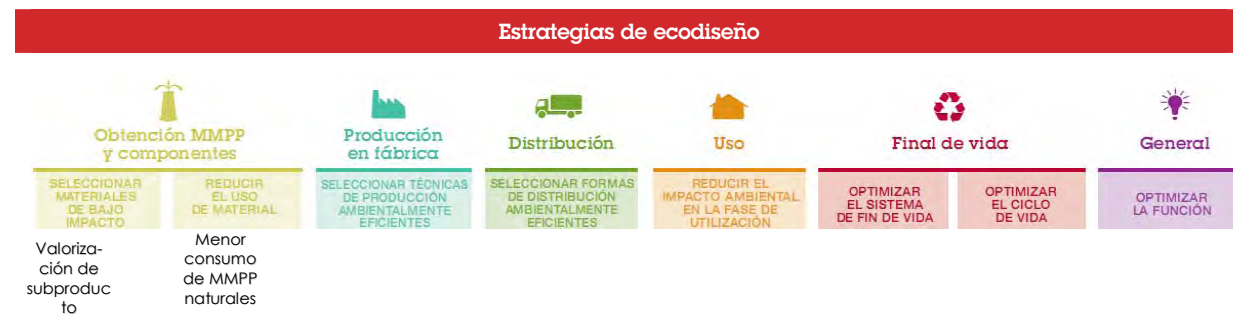 Estrategias de ecodiseño
Obtención MMPP
y componentes
Producción
en fábrica
Distribución
Uso
Final de vida
General
SELECCIONAR
MATERIALES
DE BAJO
IMPACTO
REDUCIR
EL USO
DE MATERIAL
SELECCIONAR TÉCNICAS
DE PRODUCCIÓN
AMBIENTALMENTE
EFICIENTES
SELECCIONAR FORMAS
DE DISTRIBUCIÓN
AMBIENTALMENTE
EFICIENTES
REDUCIR EL
IMPACTO AMBIENTAL
EN LA FASE DE
UTILIZACIÓN
OPTIMIZAR
EL SISTEMA
DE FIN DE VIDA
OPTIMIZAR
EL CICLO
DE VIDA
OPTIMIZAR
LA FUNCIÓN
Valoriza-
ción de
subproduc
to
Menor
consumo
de MMPP
naturales